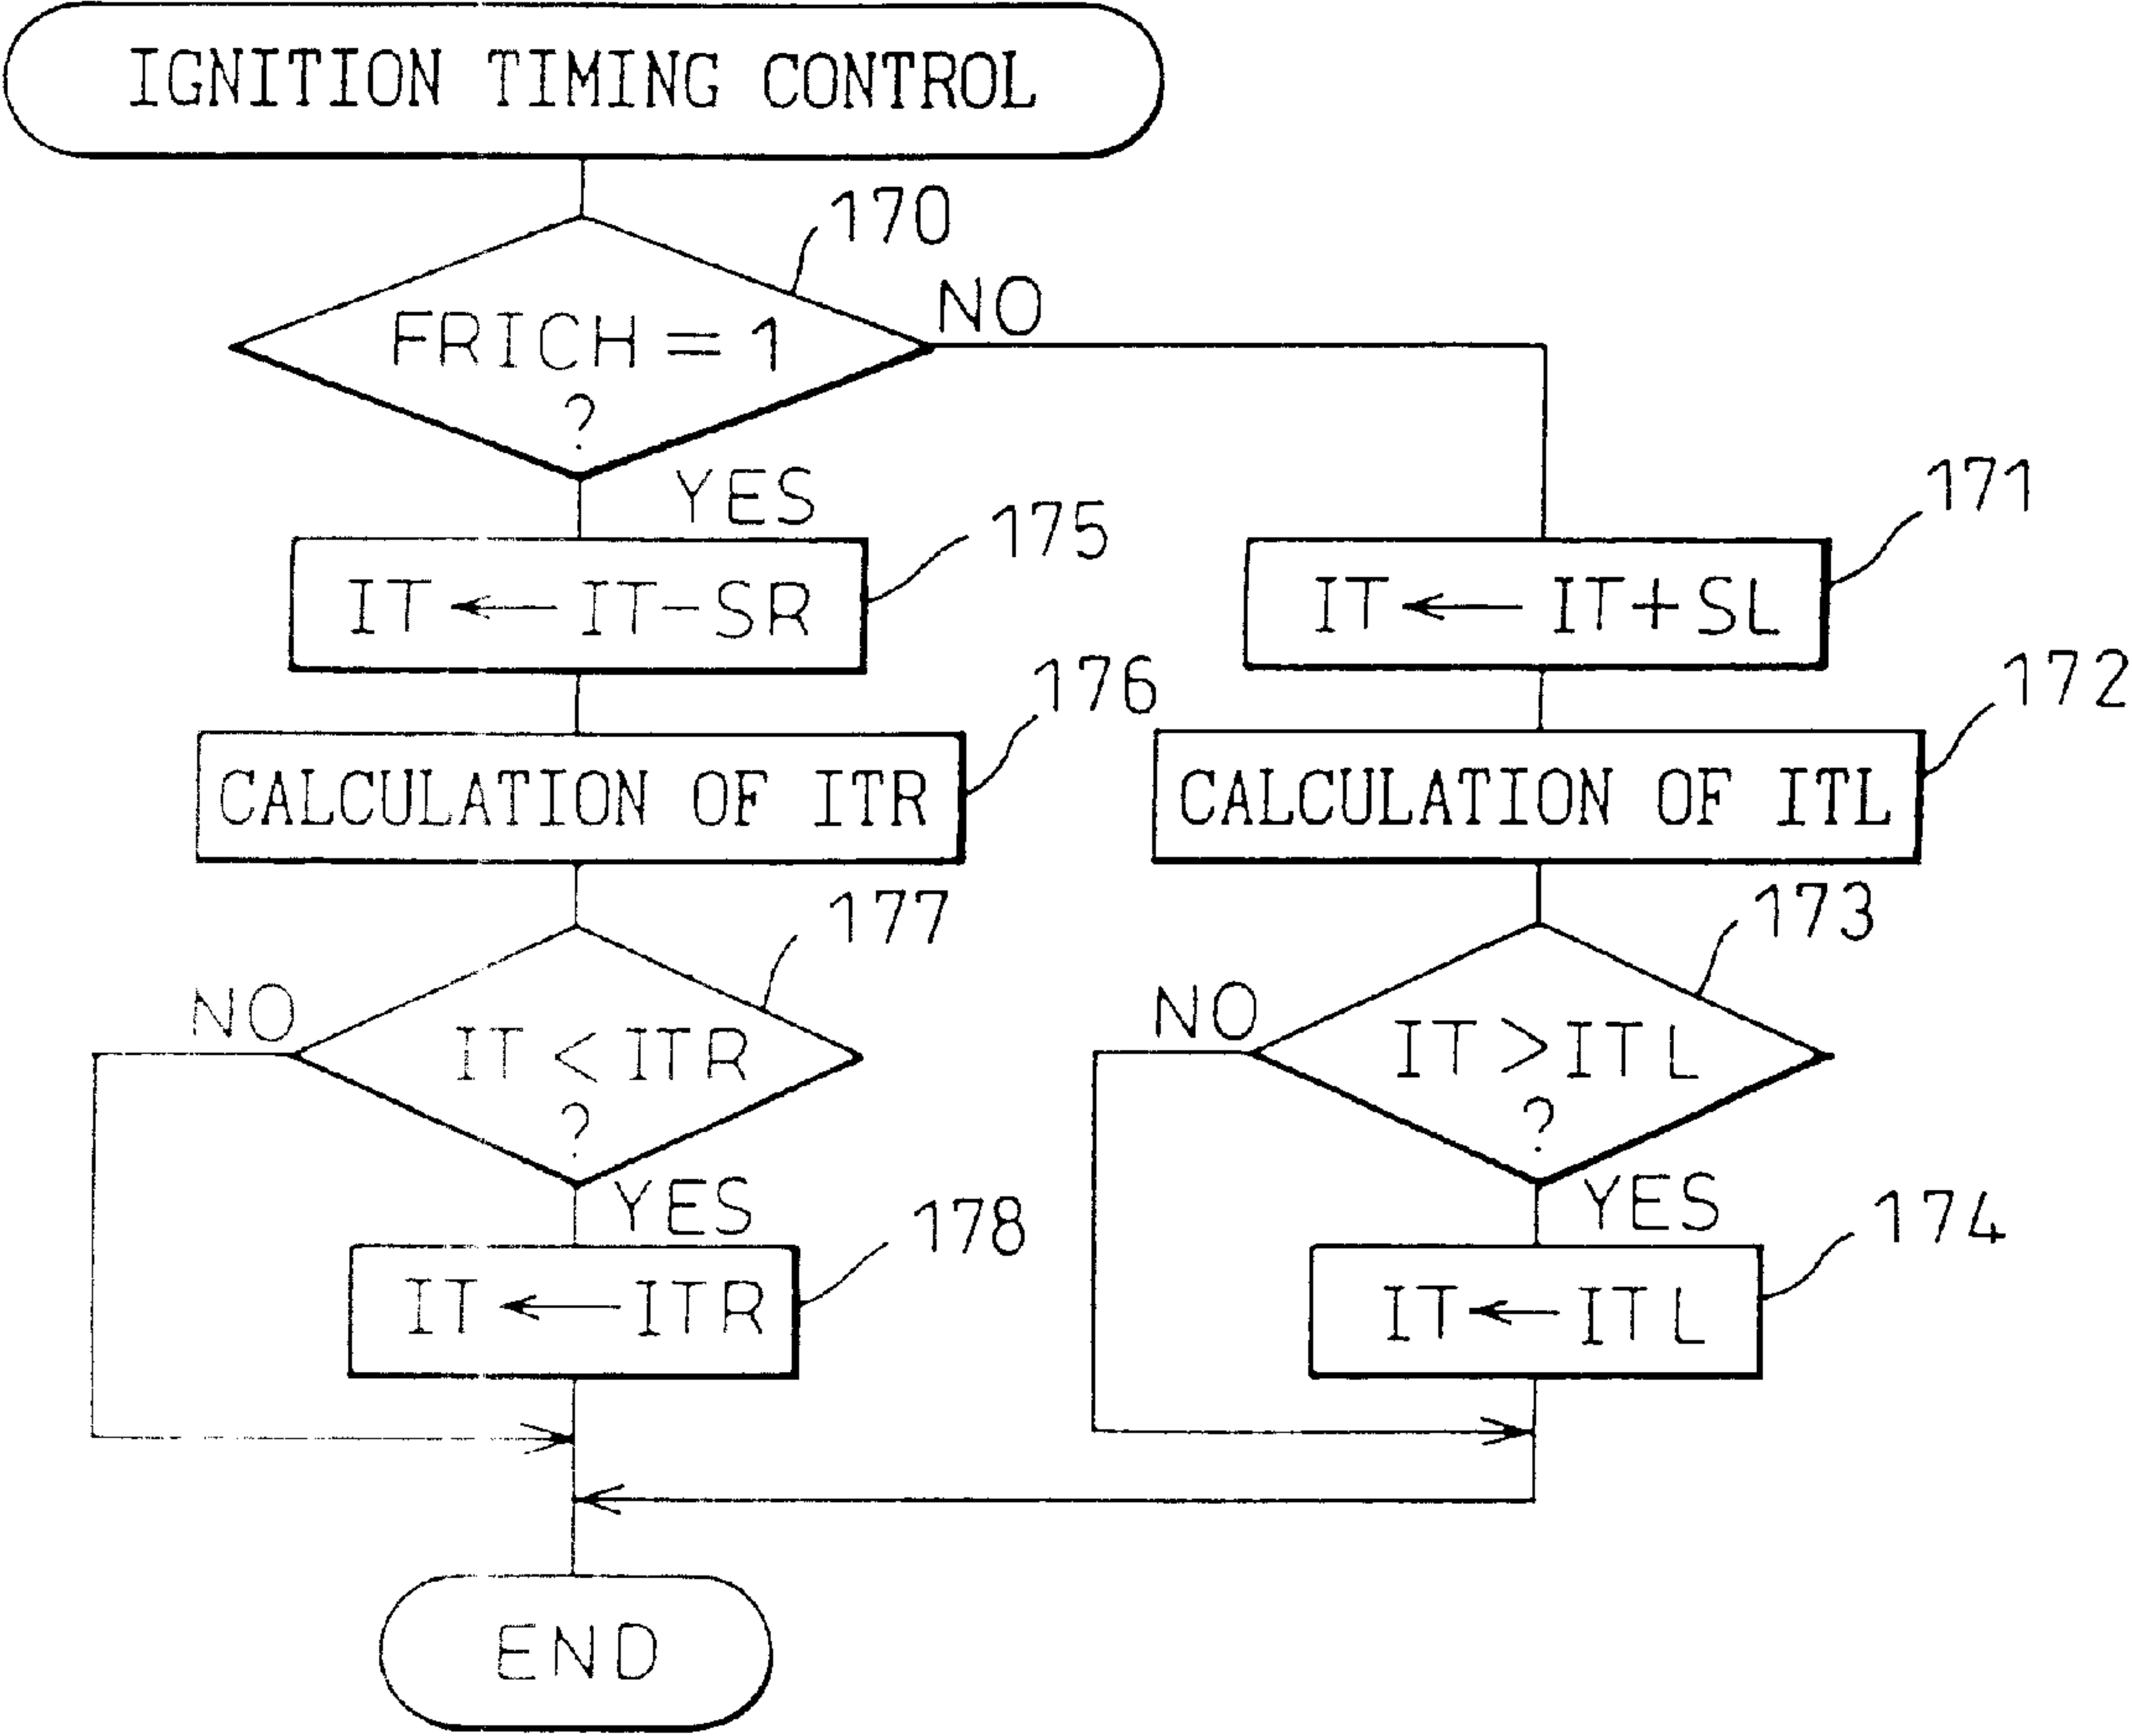 IGNITION TIMING CONTROL
170
FRICH = 1
?
NO
YES
175
IT ← IT-SR
171
IT ← IT+SL
176
CALCULATION OF ITR
172
CALCULATION OF ITL
177
NO
IT < ITR
?
YES
173
NO
IT > ITL
?
YES
178
IT ← ITR
174
IT ← ITL
END